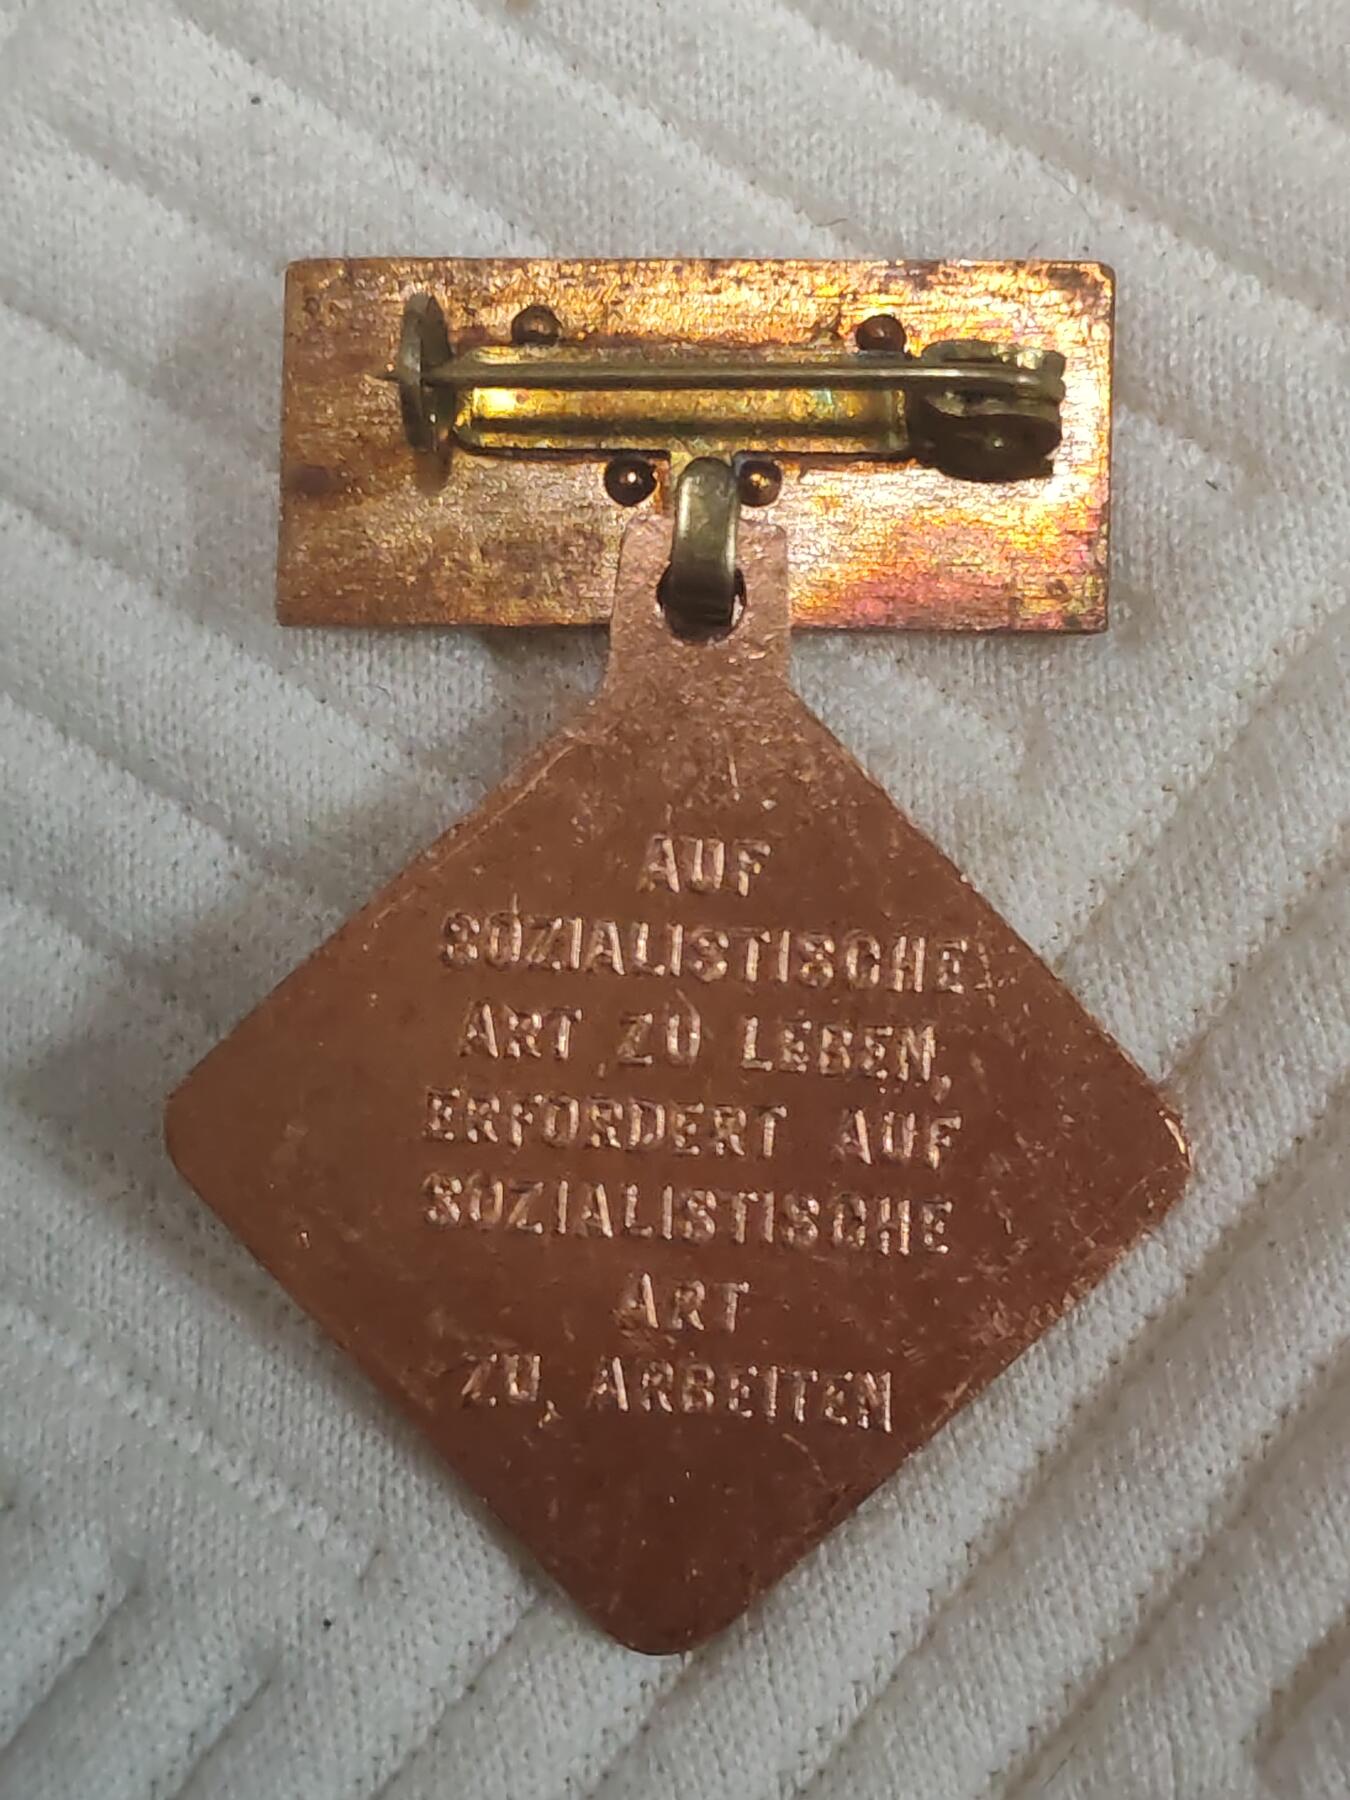 AUF
SOZIALISTISCHE
ART ZU LEBEN,
ERFORDERT AUF
SOZIALISTISCHE
ART
ZU, ARBEITEN